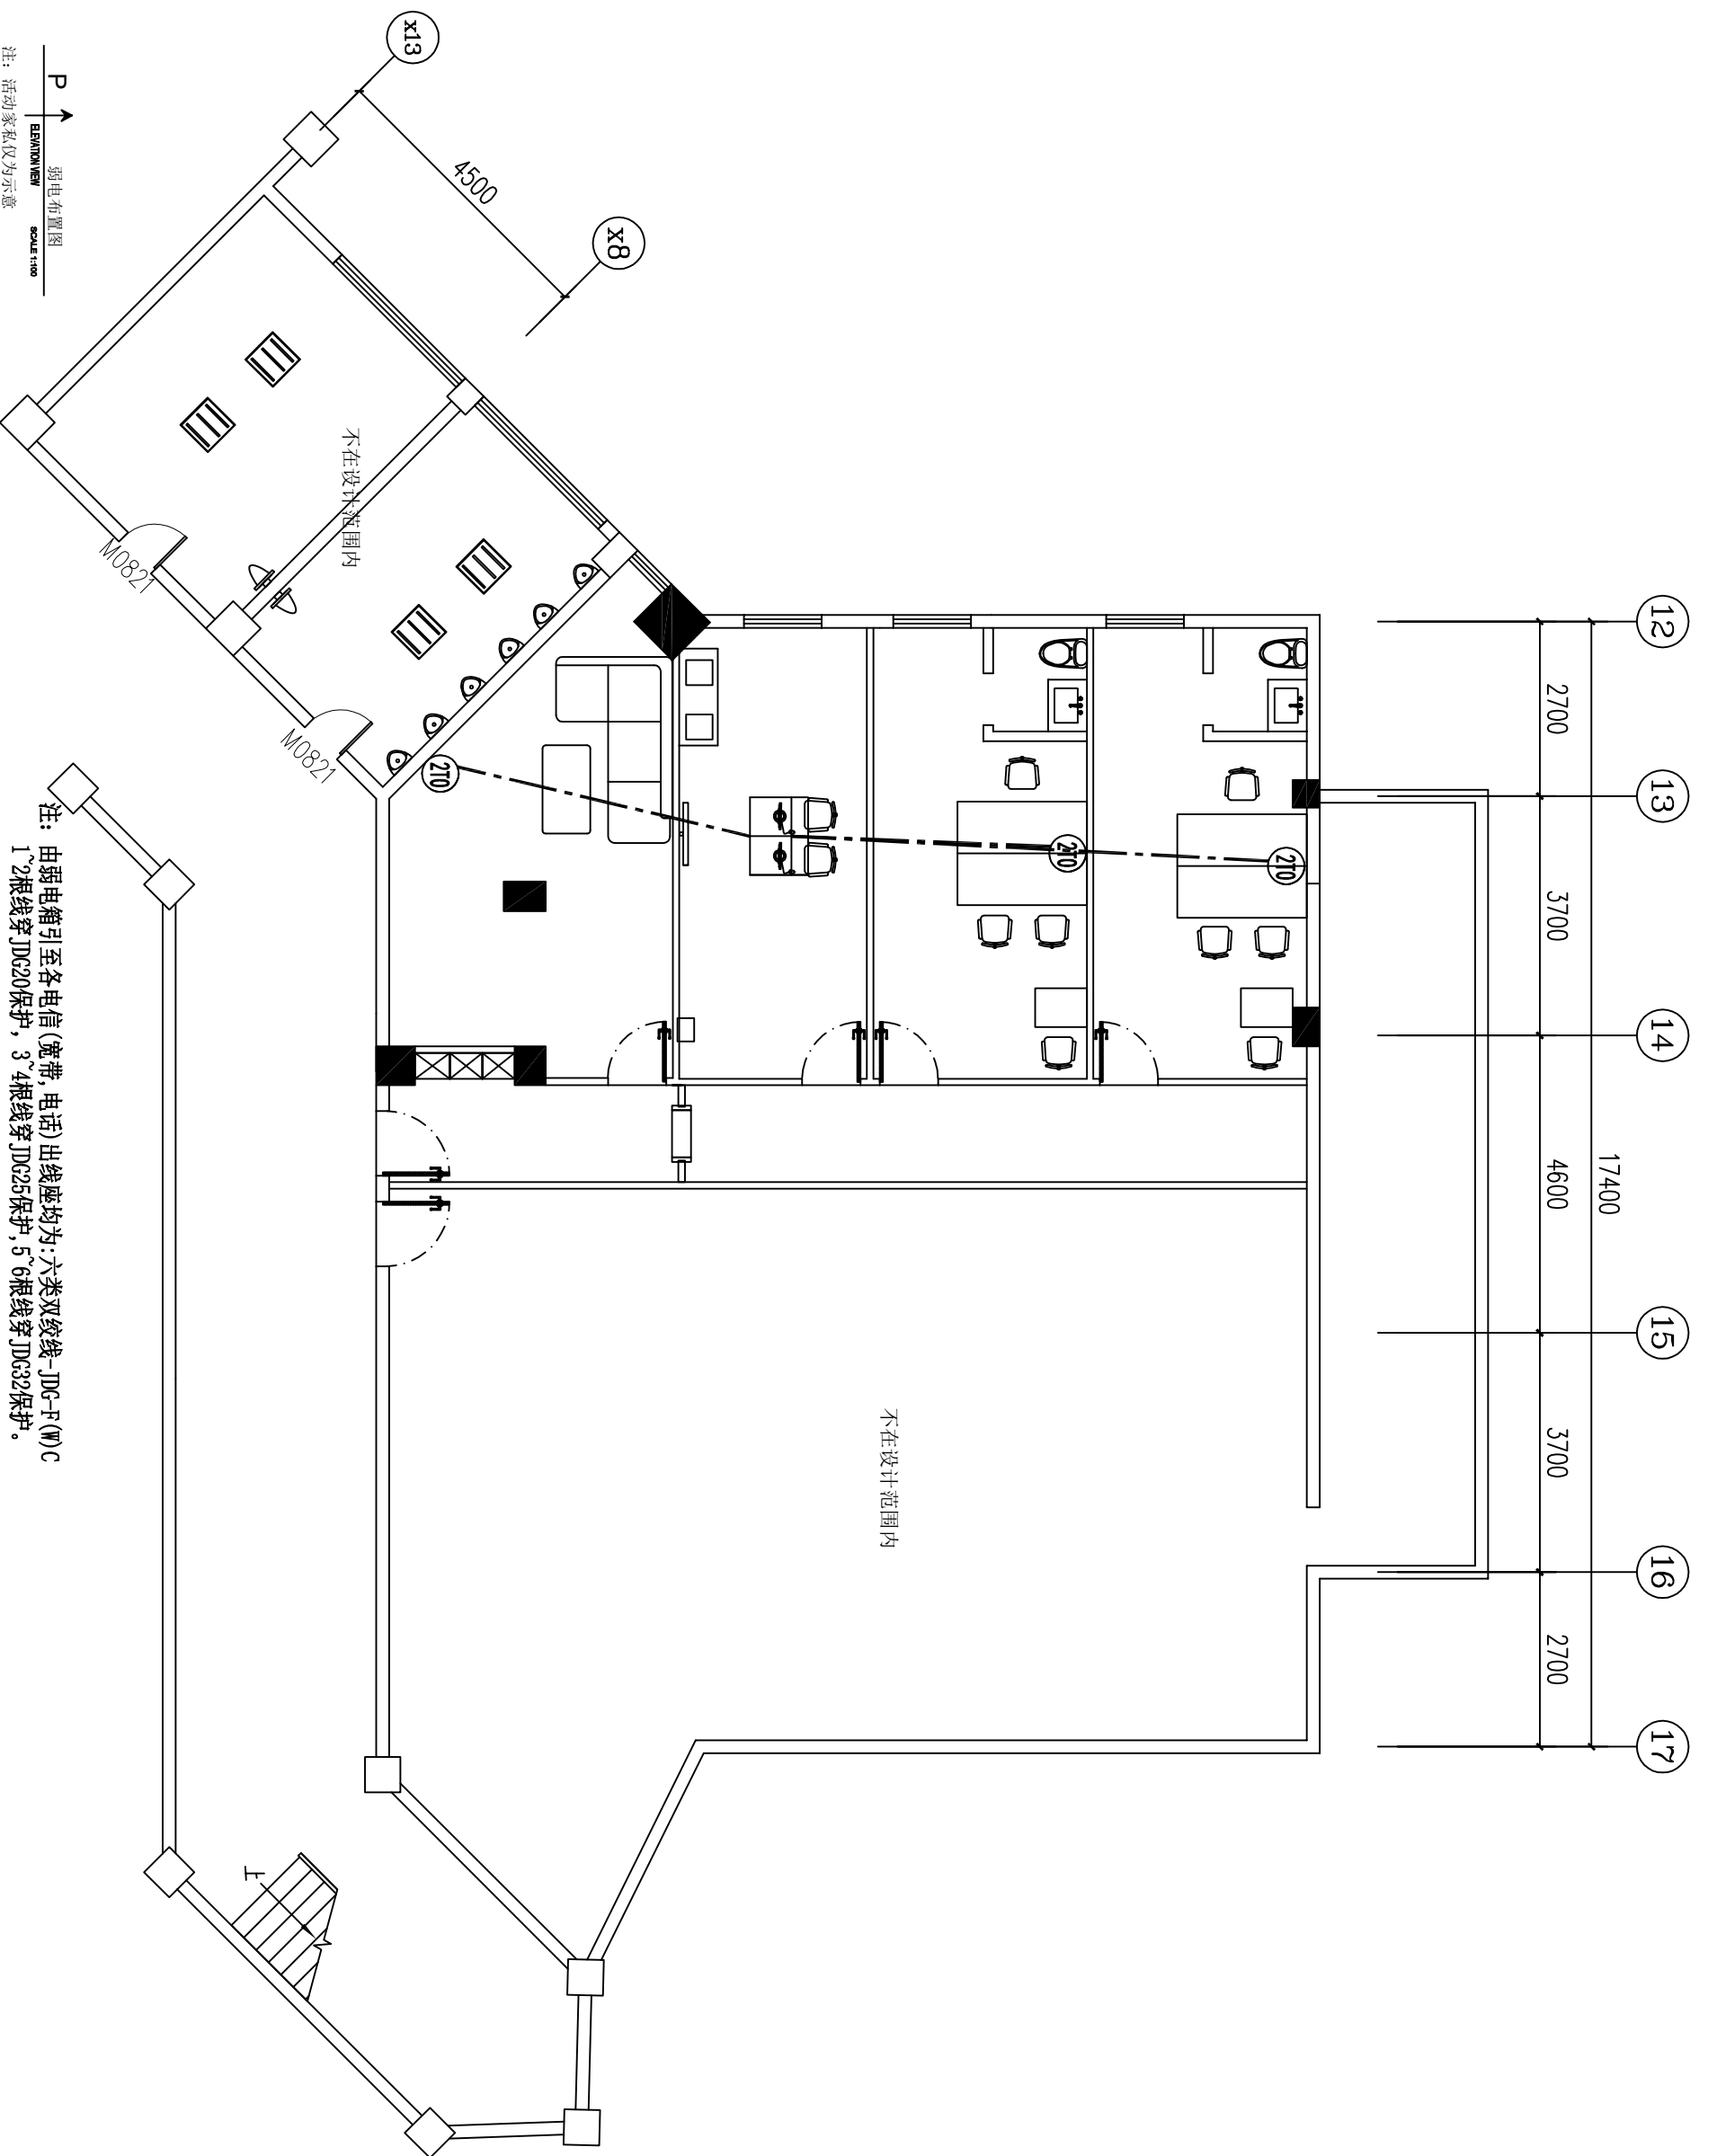 12
13
14
15
16
17
17400
2700
3700
4600
3700
2700
x8
x13
4500
2TO
2TO
2TO
不在设计范围内
不在设计范围内
M0821
M0821
上
P
弱电布置图
ELEVATION VIEW
SCALE 1:100
注: 活动家私仅为示意
注: 由弱电箱引至各电信(宽带,电话)出线座均为:六类双绞线-JDG-F(W)C
1~2根线穿JDG20保护, 3~4根线穿JDG25保护,5~6根线穿JDG32保护。